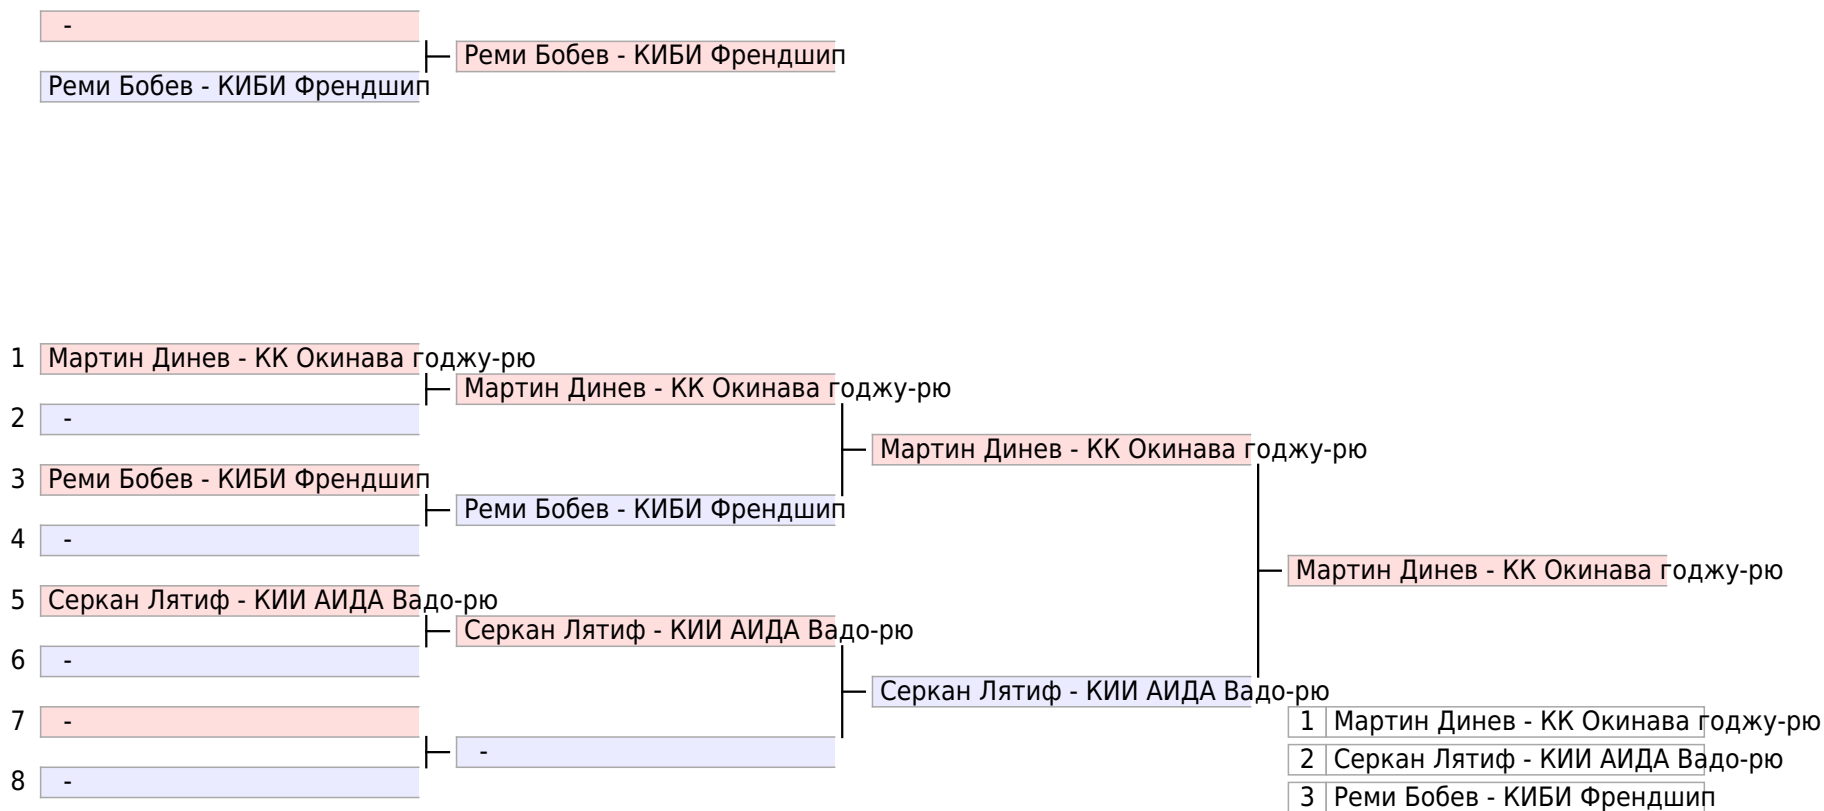 -
Реми Бобев - КИБИ Френдшип
Реми Бобев - КИБИ Френдшип
1 Мартин Динев - КК Окинава годжу-рю
Мартин Динев - КК Окинава годжу-рю
2 -
Мартин Динев - КК Окинава годжу-рю
3 Реми Бобев - КИБИ Френдшип
Реми Бобев - КИБИ Френдшип
4 -
Мартин Динев - КК Окинава годжу-рю
5 Серкан Лятиф - КИИ АИДА Вадо-рю
Серкан Лятиф - КИИ АИДА Вадо-рю
6 -
Серкан Лятиф - КИИ АИДА Вадо-рю
7 -
-
8 -
1 Мартин Динев - КК Окинава годжу-рю
2 Серкан Лятиф - КИИ АИДА Вадо-рю
3 Реми Бобев - КИБИ Френдшип